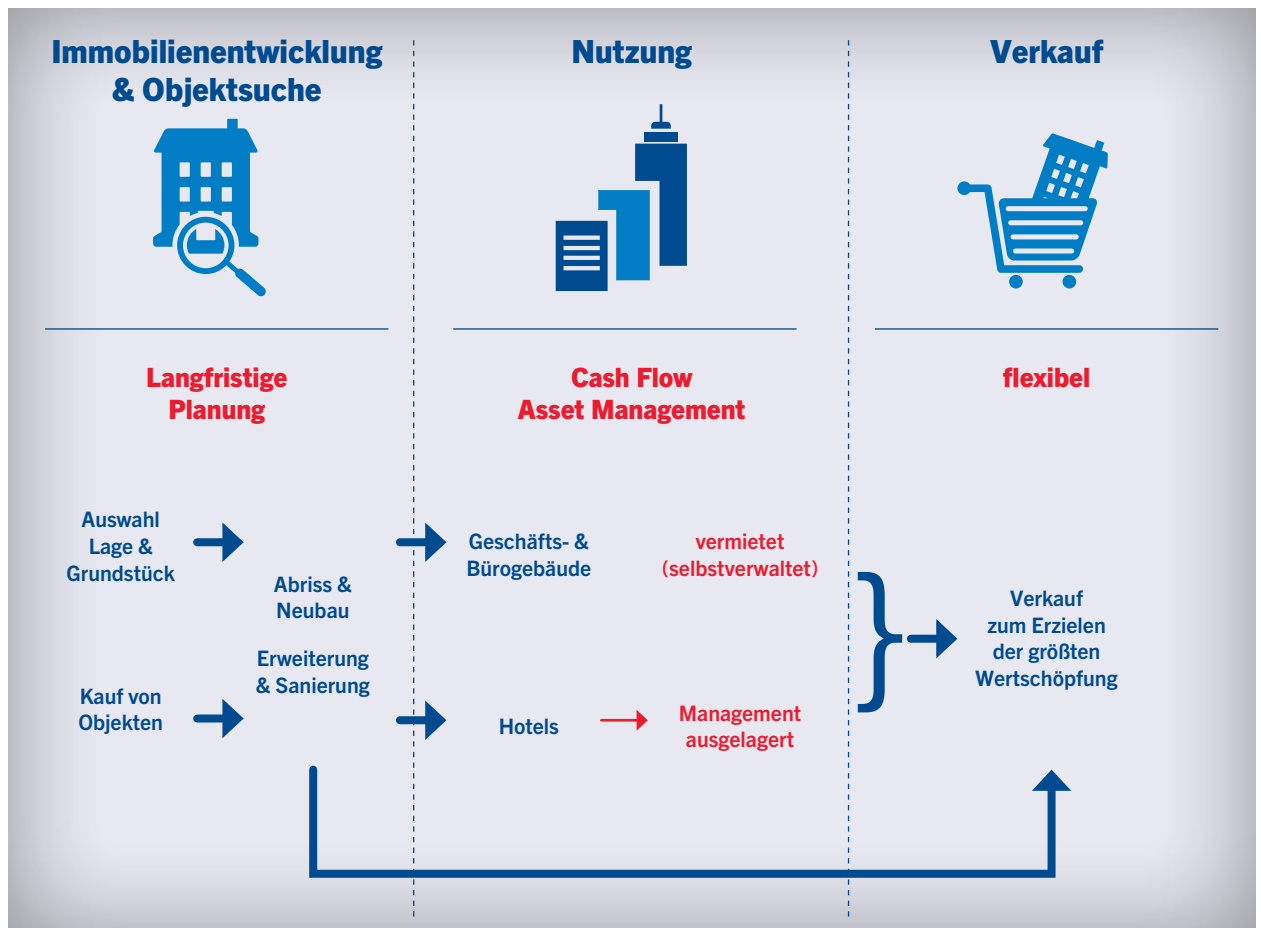 Immobilienentwicklung
& Objektsuche
Nutzung
Verkauf
Langfristige
Planung
Cash Flow
Asset Management
flexibel
Auswahl
Lage &
Grundstück
Abriss &
Neubau
Erweiterung
& Sanierung
Kauf von
Objekten
Geschäfts- &
Bürogebäude
vermietet
(selbstverwaltet)
Hotels
Management
ausgelagert
Verkauf
zum Erzielen
der größten
Wertschöpfung